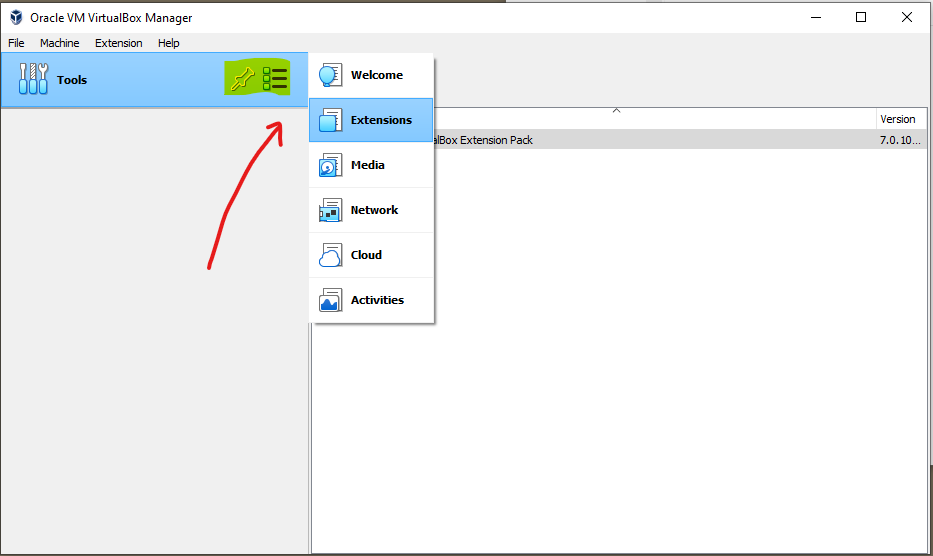 Oracle VM VirtualBox Manager
File Machine Extension Help
Tools
Welcome
Extensions
Media
Network
Cloud
Activities
Version
alBox Extension Pack 7.0.10...